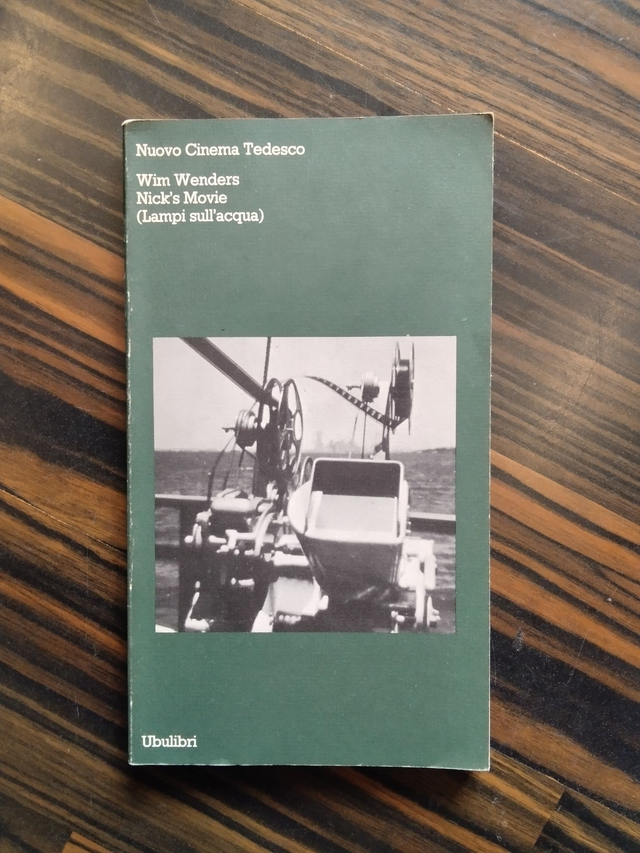 Nuovo Cinema Tedesco
Wim Wenders
Nick's Movie
(Lampi sull'acqua)
Ubulibri